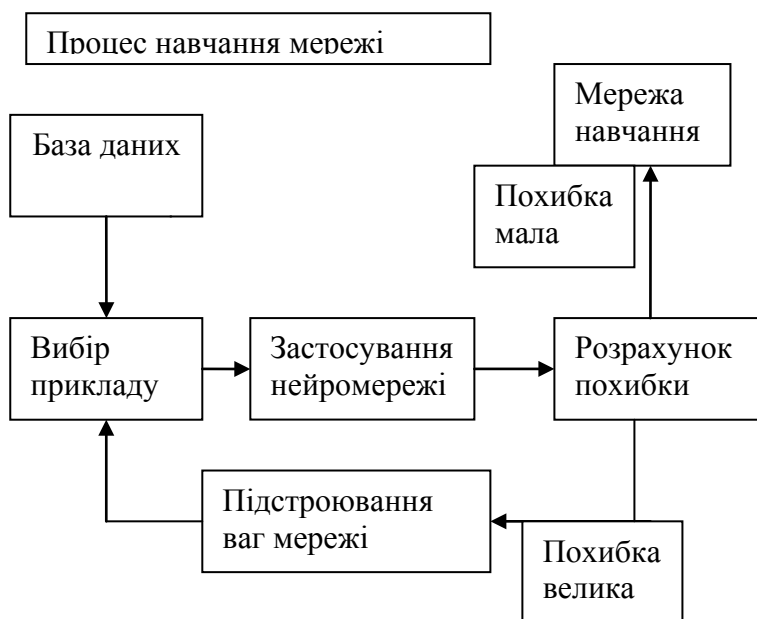 Процес навчання мережі
Мережа
навчання
База даних
Похибка
мала
Вибір
прикладу
Застосування
нейромережі
Розрахунок
похибки
Підстроювання
ваг мережі
Похибка
велика